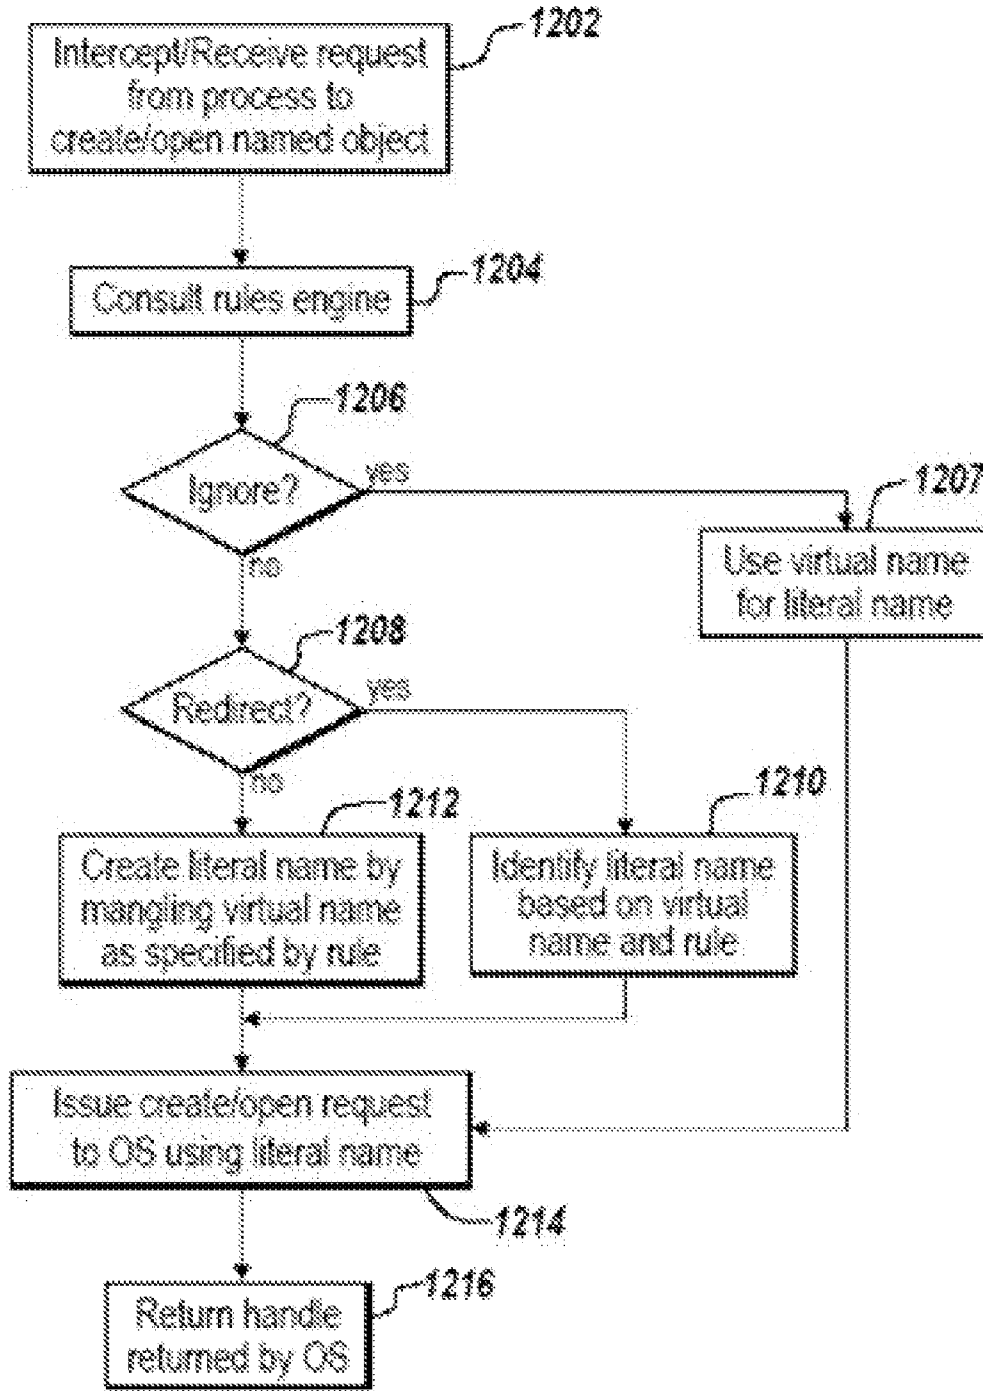 1202
Intercept/Receive request
from process to
create/open named object
1204
Consult rules engine
1206
Ignore?
yes
no
1207
Use virtual name
for literal name
1208
Redirect?
yes
no
1212
Create literal name by
mangling virtual name
as specified by rule
1210
Identify literal name
based on virtual
name and rule
Issue create/open request
to OS using literal name
1214
1216
Return handle
returned by OS